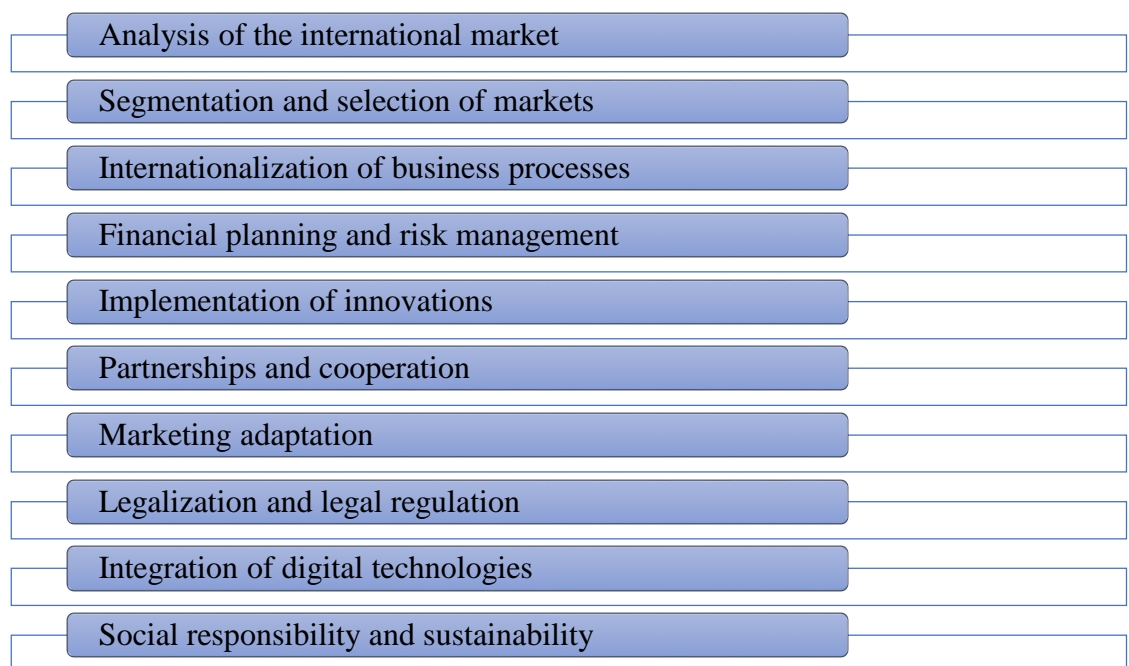 Analysis of the international market
Segmentation and selection of markets
Internationalization of business processes
Financial planning and risk management
Implementation of innovations
Partnerships and cooperation
Marketing adaptation
Legalization and legal regulation
Integration of digital technologies
Social responsibility and sustainability